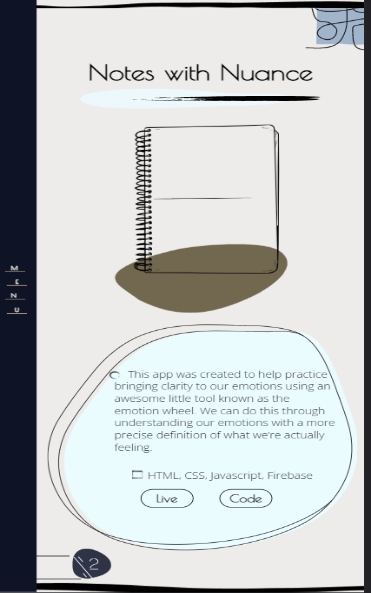 Notes with Nuance
M
E
N
U
This app was created to help practice
bringing clarity to our emotions using an
awesome little tool known as the
emotion wheel. We can do this through
understanding our emotions with a more
precise definition of what we're actually
feeling.
HTML, CSS, Javascript, Firebase
Live Code
2